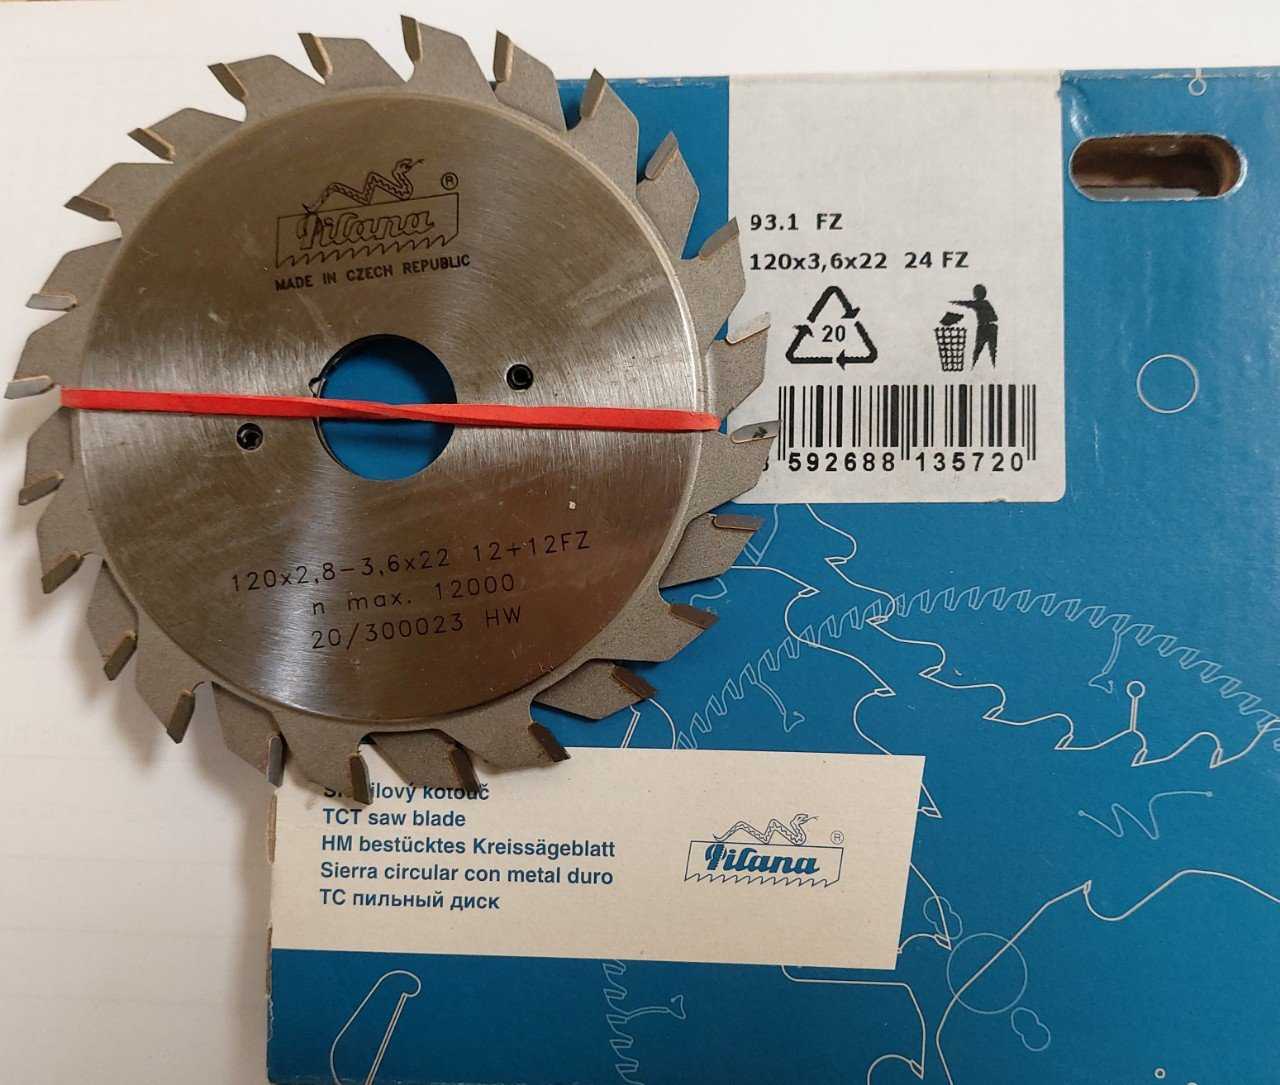 Pilana ®
MADE IN CZECH REPUBLIC
120x2,8-3,6x22 12+12FZ
n max. 12000
20/300023 HW
93.1 FZ
120x3,6x22 24 FZ
20
592688 135720
kotouč
TCT saw blade
HM bestücktes Kreissägeblatt
Sierra circular con metal duro
ТС пильный диск
Pilana ®